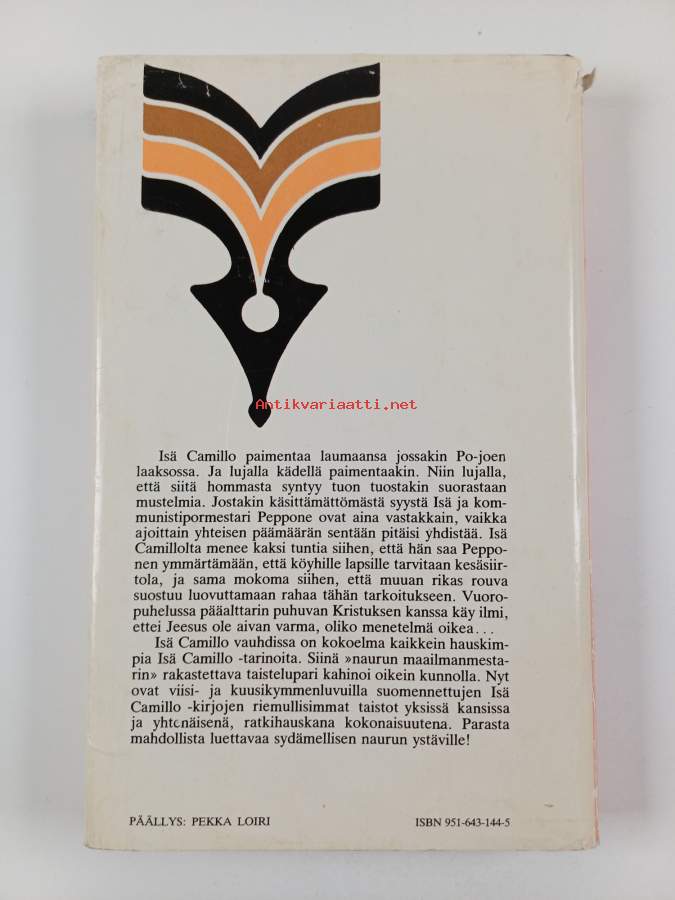 Antikvariaatti.net
Isä Camillo paimentaa laumaansa jossakin Po-joen
laaksossa. Ja lujalla kädellä paimentaakin. Niin lujalla,
että siitä hommasta syntyy tuon tuostakin suorastaan
mustelmia. Jostakin käsittämättömästä syystä Isä ja kom-
munistipormestari Peppone ovat aina vastakkain, vaikka
ajoittain yhteisen päämäärän sentään pitäisi yhdistää. Isä
Camillolta menee kaksi tuntia siihen, että hän saa Peppo-
nen ymmärtämään, että köyhille lapsille tarvitaan kesäsiir-
tola, ja sama mokoma siihen, että muuan rikas rouva
suostuu luovuttamaan rahaa tähän tarkoitukseen. Vuoro-
puhelussa pääalttarin puhuvan Kristuksen kanssa käy ilmi,
ettei Jeesus ole aivan varma, oliko menetelmä oikea...
Isä Camillo vauhdissa on kokoelma kaikkein hauskim-
pia Isä Camillo -tarinoita. Siinä »naurun maailmanmesta-
rin» rakastettava taistelupari kahinoi oikein kunnolla. Nyt
ovat viisi- ja kuusikymmenluvuilla suomennettujen Isä
Camillo -kirjojen riemullisimmat taistot yksissä kansissa
ja yhtenäisenä, ratkihauskana kokonaisuutena. Parasta
mahdollista luettavaa sydämellisen naurun ystäville!
PÄÄLLYS: PEKKA LOIRI
ISBN 951-643-144-5